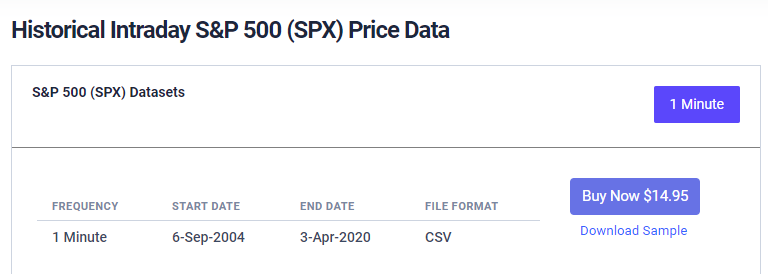 Historical Intraday S&P 500 (SPX) Price Data
S&P 500 (SPX) Datasets
1 Minute
FREQUENCY START DATE END DATE FILE FORMAT
1 Minute 6-Sep-2004 3-Apr-2020 CSV
Buy Now $14.95
Download Sample